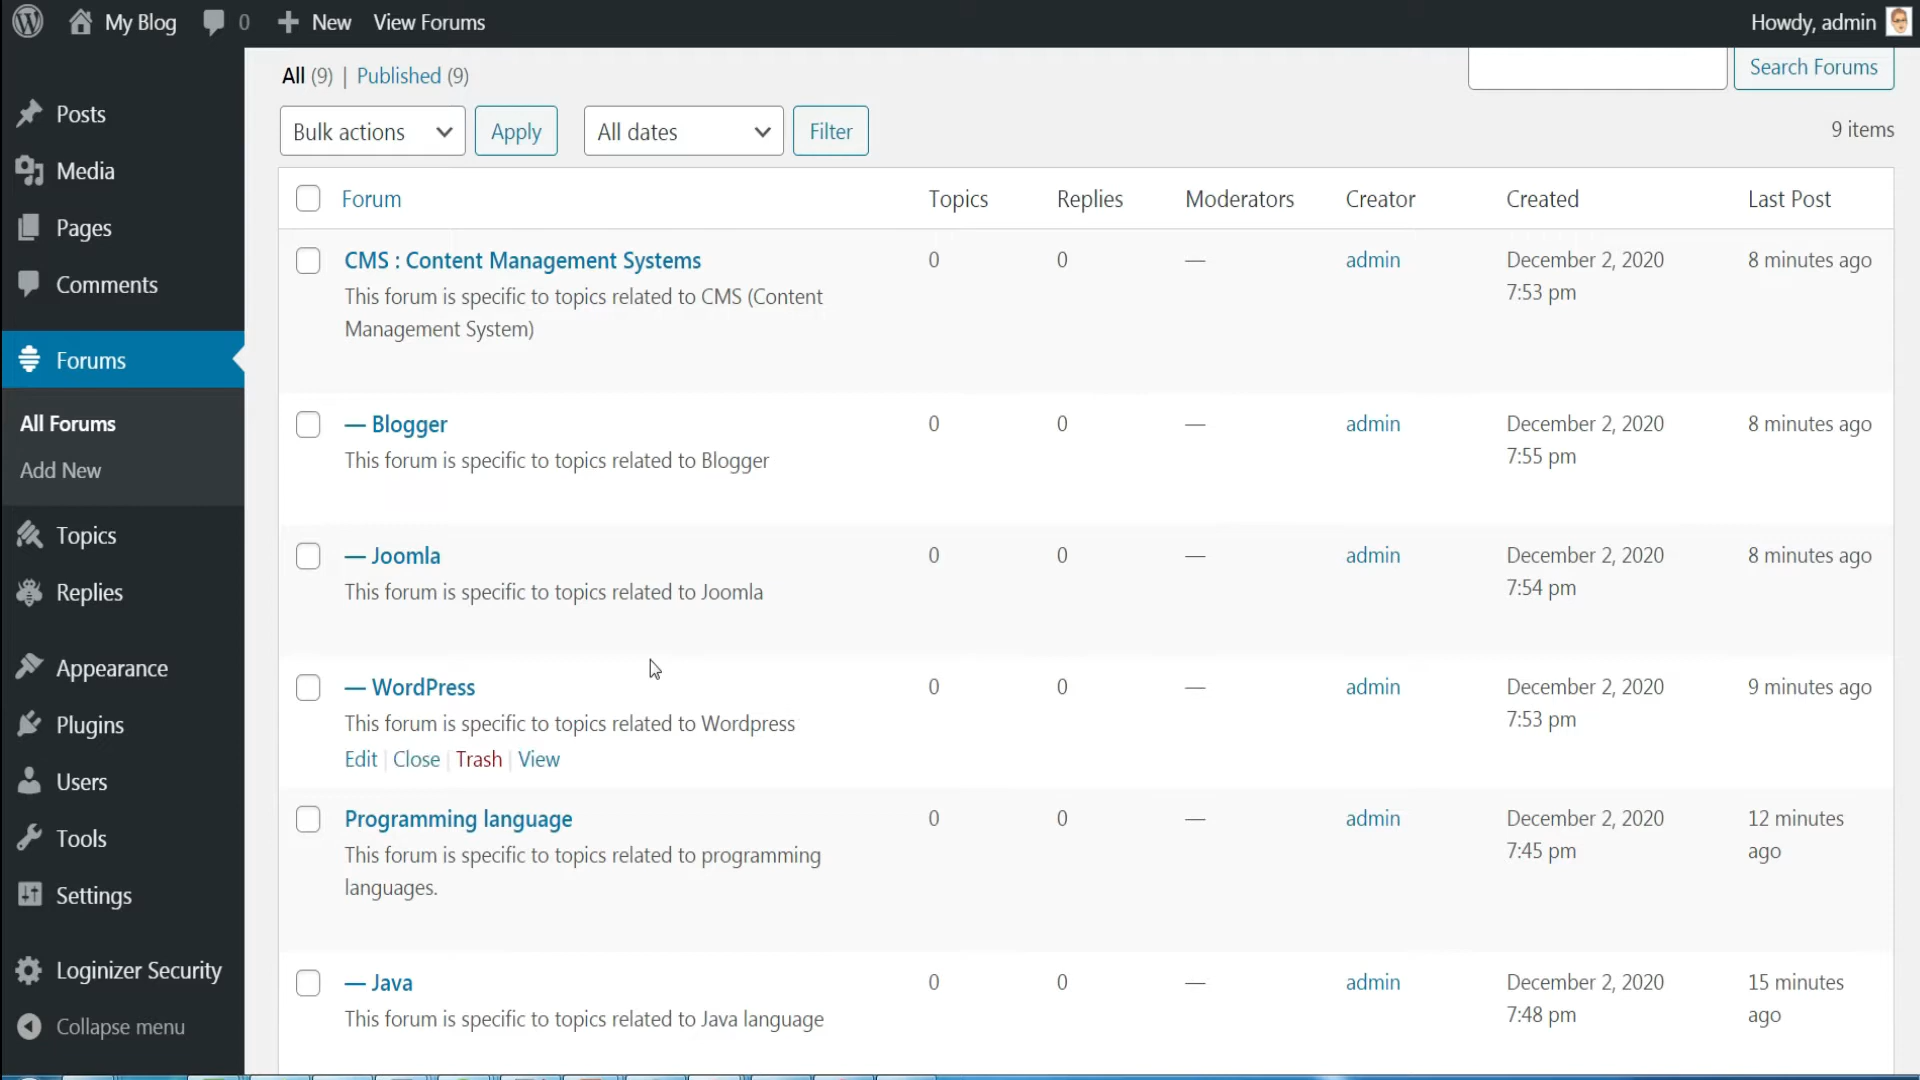 My Blog 0 New View Forums Howdy, admin
Posts
Media
Pages
Comments
Forums
All Forums
Add New
Topics
Replies
Appearance
Plugins
Users
Tools
Settings
Loginizer Security
Collapse menu
All (9) | Published (9)
Search Forums
Bulk actions Apply All dates Filter
9 items
Forum Topics Replies Moderators Creator Created Last Post
CMS : Content Management Systems 0 0 — admin December 2, 2020 8 minutes ago
This forum is specific to topics related to CMS (Content 7:53 pm
Management System)
— Blogger 0 0 — admin December 2, 2020 8 minutes ago
This forum is specific to topics related to Blogger 7:55 pm
— Joomla 0 0 — admin December 2, 2020 8 minutes ago
This forum is specific to topics related to Joomla 7:54 pm
— WordPress 0 0 — admin December 2, 2020 9 minutes ago
This forum is specific to topics related to Wordpress 7:53 pm
Edit | Close | Trash | View
Programming language 0 0 — admin December 2, 2020 12 minutes
This forum is specific to topics related to programming 7:45 pm ago
languages.
— Java 0 0 — admin December 2, 2020 15 minutes
This forum is specific to topics related to Java language 7:48 pm ago